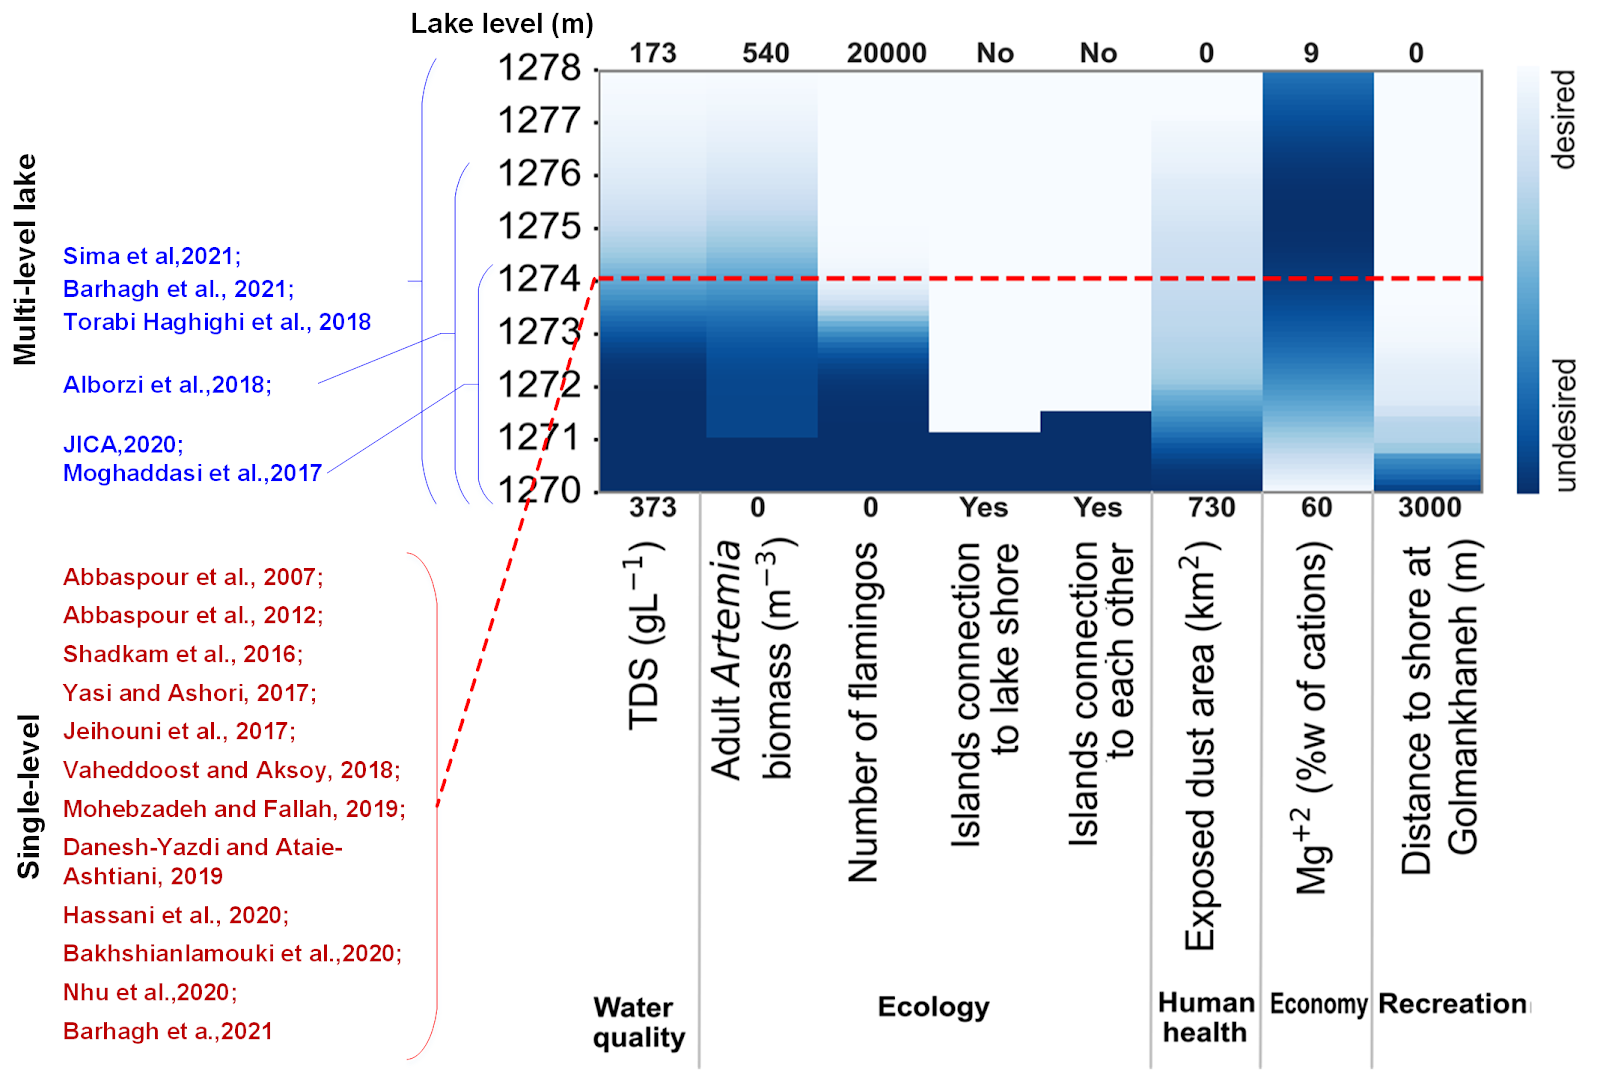 Lake level (m)
173 540 20000 No No 0 9 0
1278
1277
1276
1275
1274
1273
1272
1271
1270
desired
undesired
Multi-level lake
Sima et al,2021;
Barhagh et al., 2021;
Torabi Haghighi et al., 2018
Alborzi et al.,2018;
JICA,2020;
Moghaddasi et al.,2017
373 0 0 Yes Yes 730 60 3000
Single-level
Abbaspour et al., 2007;
Abbaspour et al., 2012;
Shadkam et al., 2016;
Yasi and Ashori, 2017;
Jeihouni et al., 2017;
Vaheddoost and Aksoy, 2018;
Mohebzadeh and Fallah, 2019;
Danesh-Yazdi and Ataie-
Ashtiani, 2019
Hassani et al., 2020;
Bakhshianlamouki et al.,2020;
Nhu et al.,2020;
Barhagh et a.,2021
TDS (gL⁻¹)
Adult Artemia
biomass (m⁻³)
Number of flamingos
Islands connection
to lake shore
Islands connection
to each other
Exposed dust area (km²)
Mg⁺² (%w of cations)
Distance to shore at
Golmankhaneh (m)
Water
quality
Ecology
Human
health
Economy
Recreation